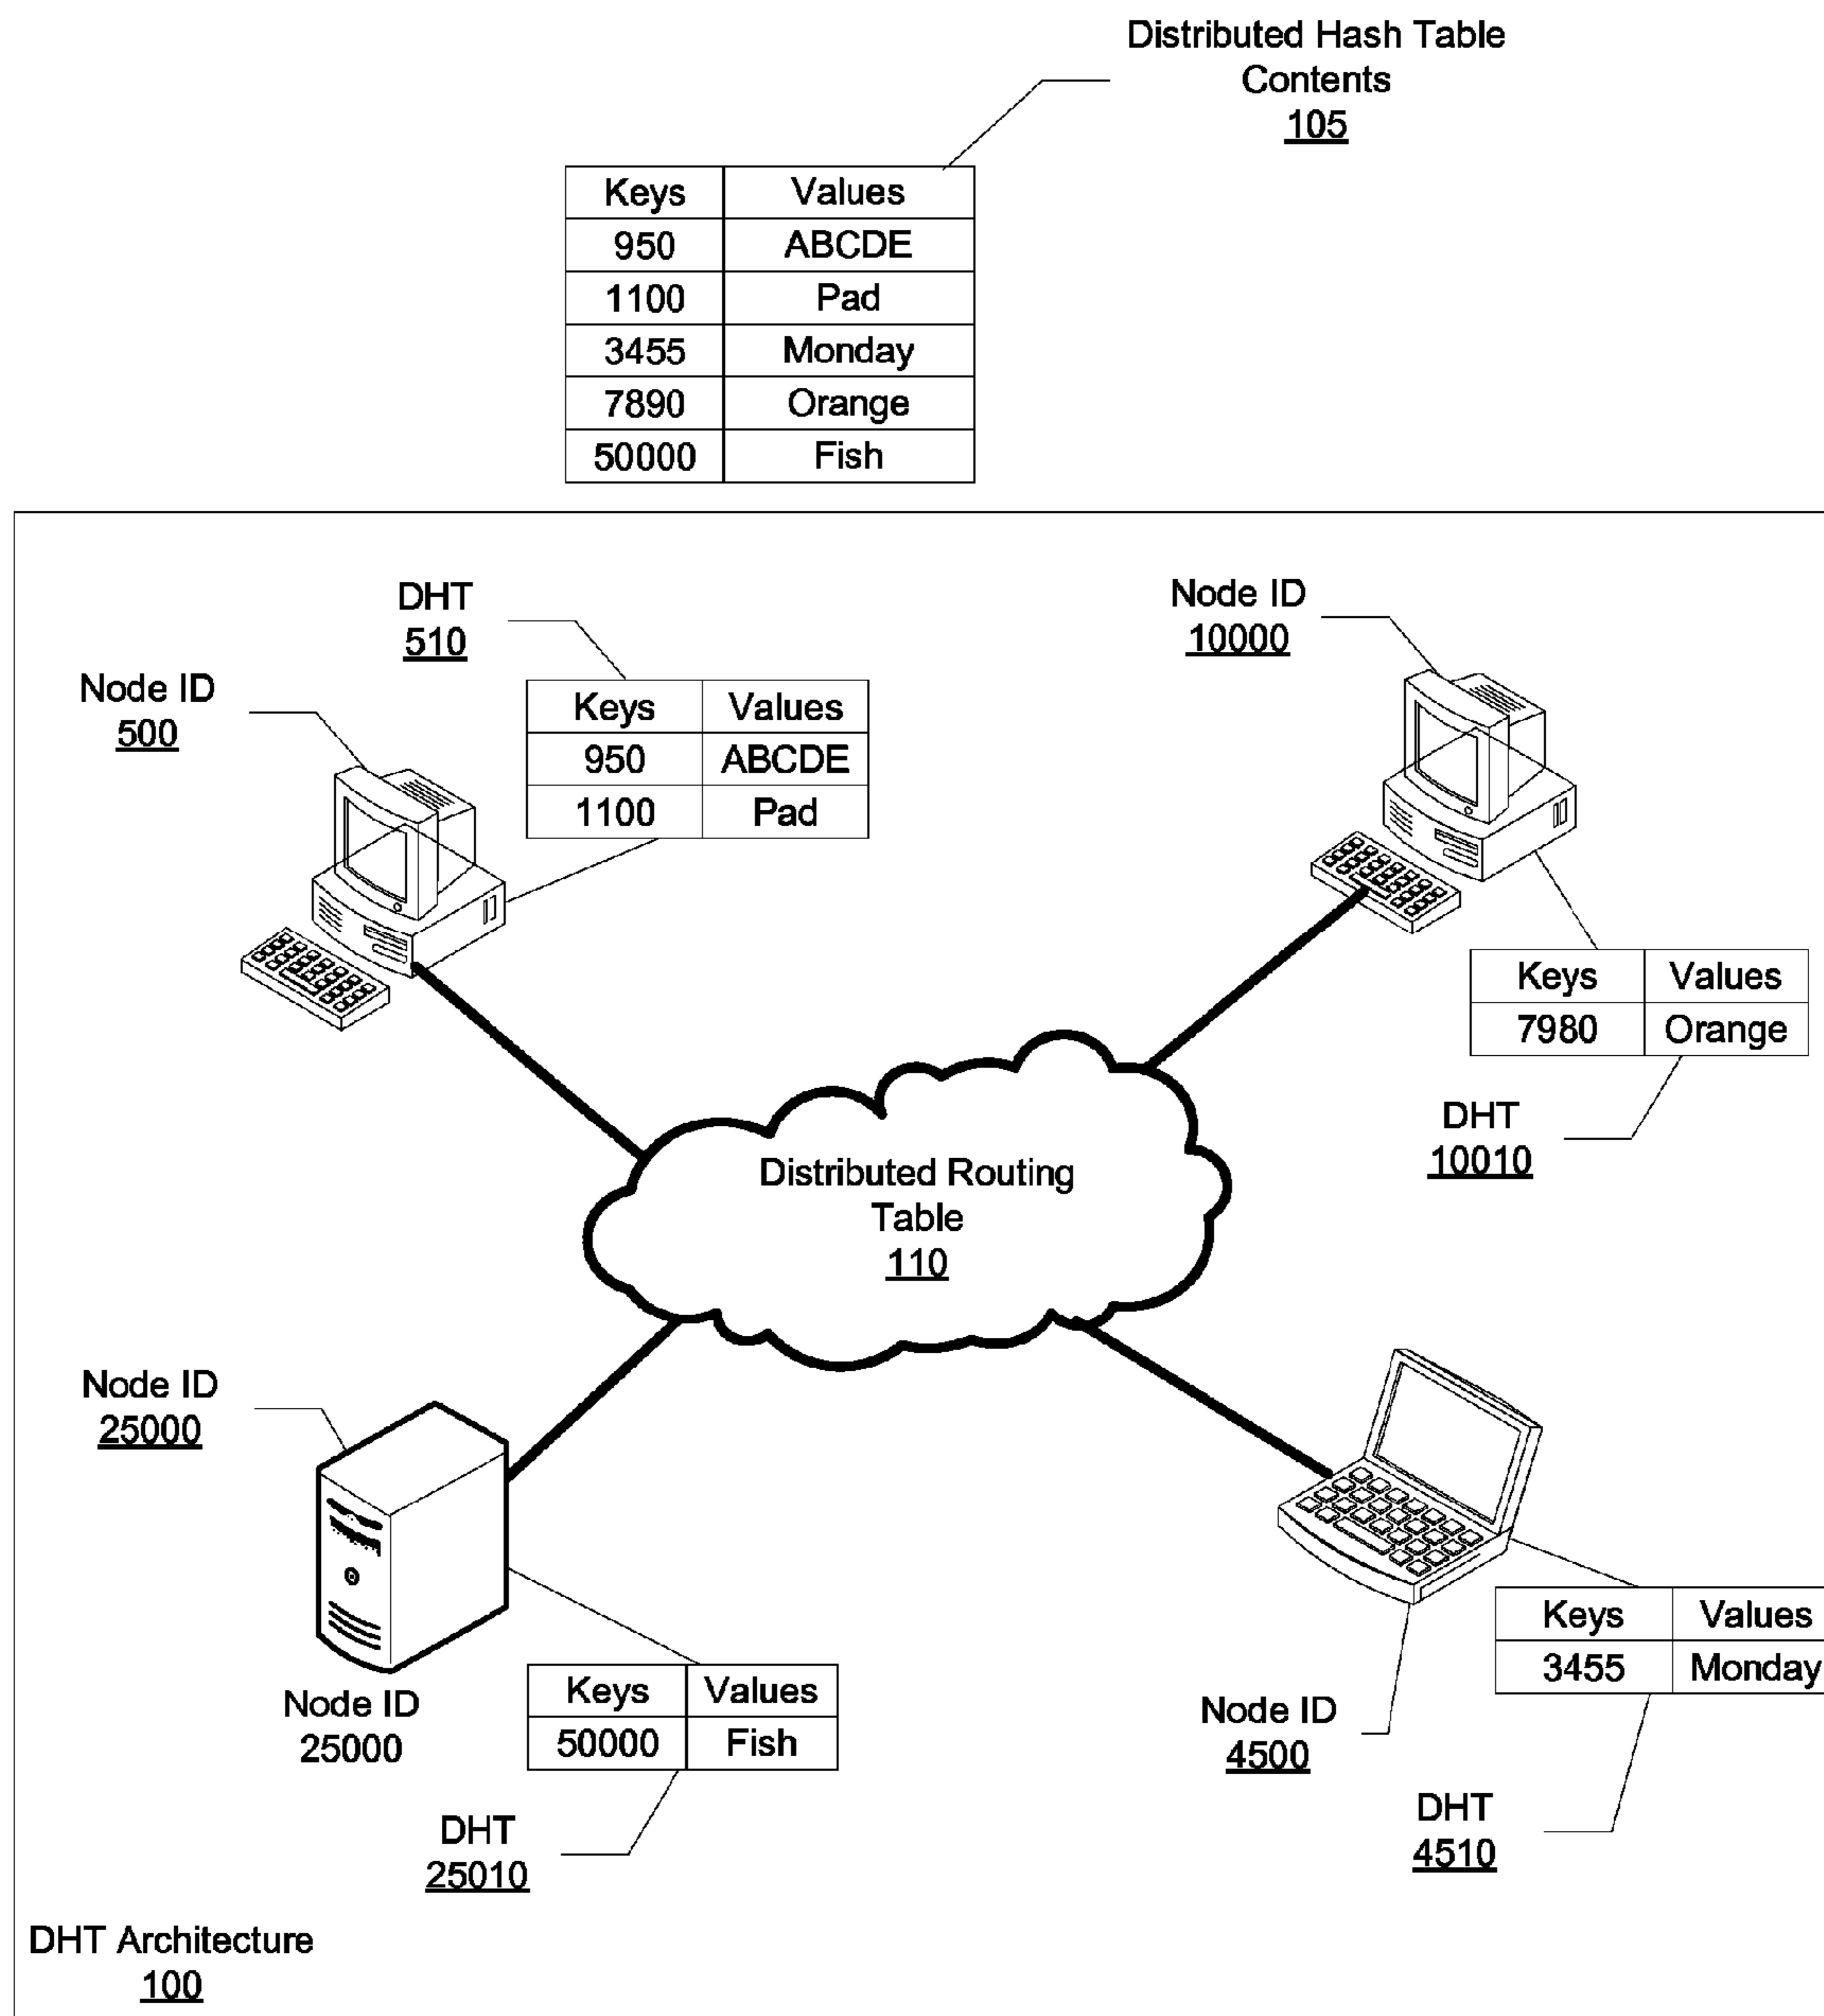 Distributed Hash Table
Contents
105
Keys Values
950 ABCDE
1100 Pad
3455 Monday
7890 Orange
50000 Fish
DHT
510
Node ID
10000
Node ID
500
Keys Values
950 ABCDE
1100 Pad
Keys Values
7980 Orange
DHT
10010
Distributed Routing
Table
110
Node ID
25000
Node ID
25000
Keys Values
50000 Fish
DHT
25010
Keys Values
3455 Monday
Node ID
4500
DHT
4510
DHT Architecture
100